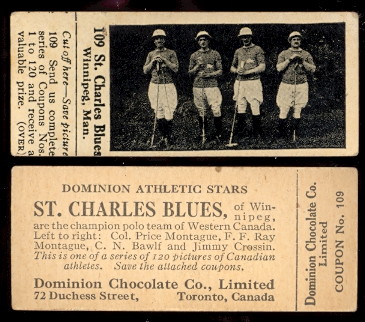 109 St. Charles Blues
Winnipeg, Man.
Cut off here—Save picture
109 Send us complete
series of Coupons Nos.
1 to 120 and receive a
valuable prize. (OVER)
DOMINION ATHLETIC STARS
ST. CHARLES BLUES, of Win-
nipeg,
are the champion polo team of Western Canada.
Left to right: Col. Price Montague, F. F. Ray
Montague, C. N. Bawlf and Jimmy Crossin.
This is one of a series of 120 pictures of Canadian
athletes. Save the attached coupons.
Dominion Chocolate Co., Limited
72 Duchess Street, Toronto, Canada
Dominion Chocolate Co.
Limited
COUPON No. 109